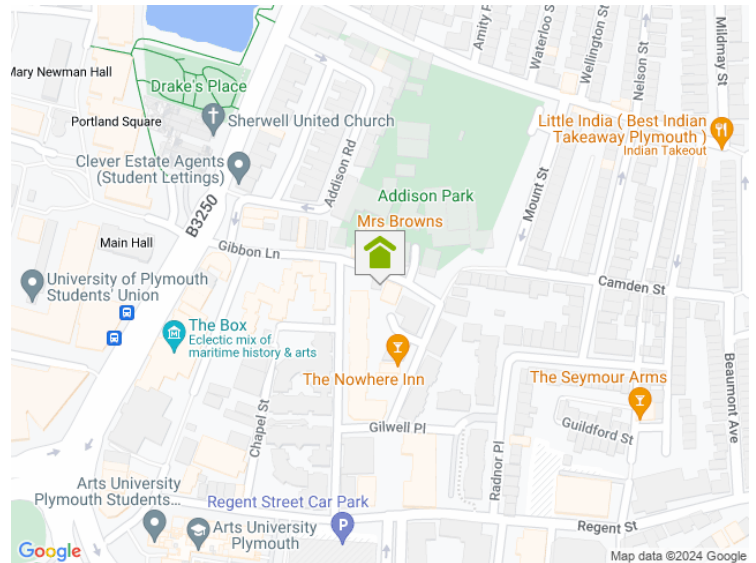 Amity P
Waterloo S
Wellington St
Nelson St
Mildmay St
Mary Newman Hall
Drake's Place
Portland Square
Sherwell United Church
Little India ( Best Indian
Takeaway Plymouth )
Indian Takeout
Clever Estate Agents
(Student Lettings)
Addison Rd
Addison Park
Mount St
Mrs Browns
B3250
Main Hall
Gibbon Ln
University of Plymouth
Students' Union
Camden St
The Box
Eclectic mix of
maritime history & arts
The Nowhere Inn
The Seymour Arms
Beaumont Ave
Chapel St
Gilwell Pl
Guildford St
Radnor Pl
Arts University
Plymouth Students...
Regent Street Car Park
P
Arts University
Plymouth
Regent St
Google
Map data ©2024 Google